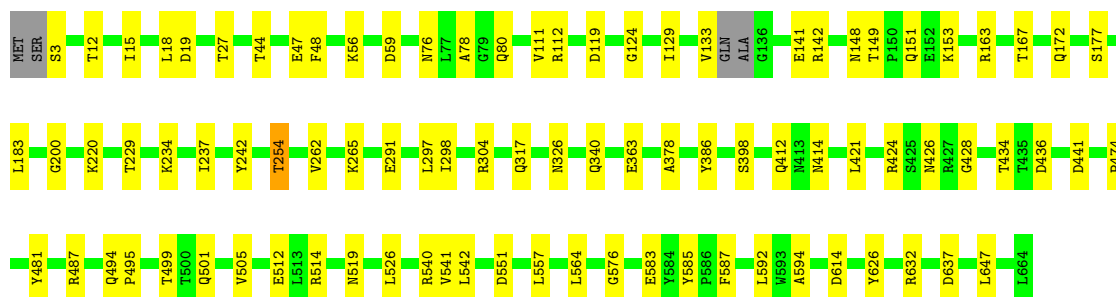 MET SER S3 T12 I15 L18 D19 T27 T44 E47 F48 K56 D59 N76 L77 A78 G79 Q80 V111 R112 D119 G124 I129 V133 GLN ALA G136 E141 R142 N148 T149 P150 Q151 E152 K153 R163 T167 Q172 S177
L183 G200 K220 T229 K234 I237 Y242 T254 V262 K265 E291 L297 I298 R304 Q317 N326 Q340 E363 A378 Y386 S398 Q412 N413 N414 L421 R424 S425 N426 R427 G428 T434 T435 D436 D441
Y481 R487 Q494 P495 T499 T500 Q501 V505 E512 L513 R514 N519 L526 R540 V541 L542 D551 L557 L564 G576 E583 Y584 Y585 P586 F587 L592 W593 A594 D614 Y626 R632 D637 L647 L664